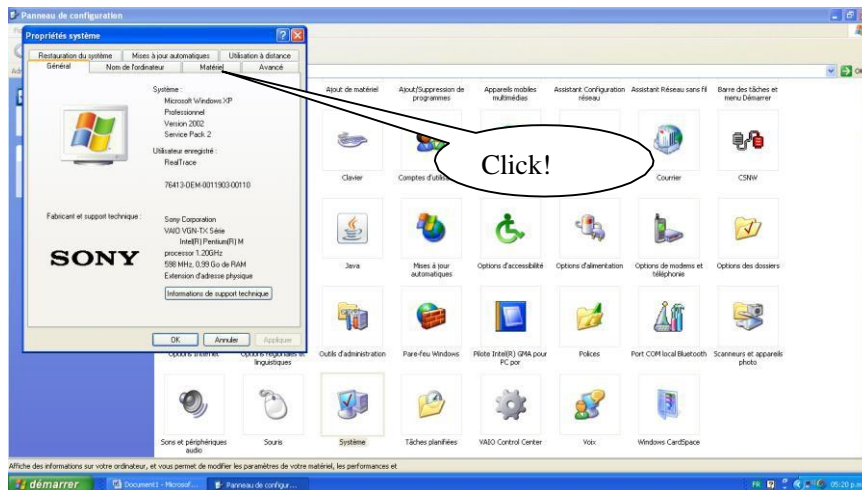 Panneau de configuration
Propriétés système
Restauration du système Mises à jour automatiques Utilisation à distance
Général Nom de l'ordinateur Matériel Avancé
Système :
Microsoft Windows XP
Professionnel
Version 2002
Service Pack 2
Utilisateur enregistré :
RealTrace
76413-OEM-0011903-00110
Fabricant et support technique :
Sony Corporation
VAIO VGN-TX Série
Intel(R) Pentium(R) M
processor 1.20GHz
598 MHz, 0.99 Go de RAM
Extension d'adresse physique
SONY
Informations de support technique
OK Annuler Appliquer
Click!
OK
Ajout de matériel Ajout/Suppression de programmes Appareils mobiles multimédias Assistant Configuration réseau Assistant Réseau sans fil Barre des tâches et menu Démarrer
Clavier Comptes Courrier CSNW
Java Mises à jour automatiques Options d'accessibilité Options d'alimentation Options de modems et téléphonie Options des dossiers
Options Internet Options régionales et linguistiques Outils d'administration Pare-feu Windows Pilote Intel(R) GMA pour PC por Polices Port COM local Bluetooth Scanneurs et appareils photo
Sons et périphériques audio Souris Système Tâches planifiées VAIO Control Center Voix Windows CardSpace
Affiche des informations sur votre ordinateur, et vous permet de modifier les paramètres de votre matériel, les performances et
démarrer Document1 - Microsof... Panneau de configur... FR 05:20 p.m.